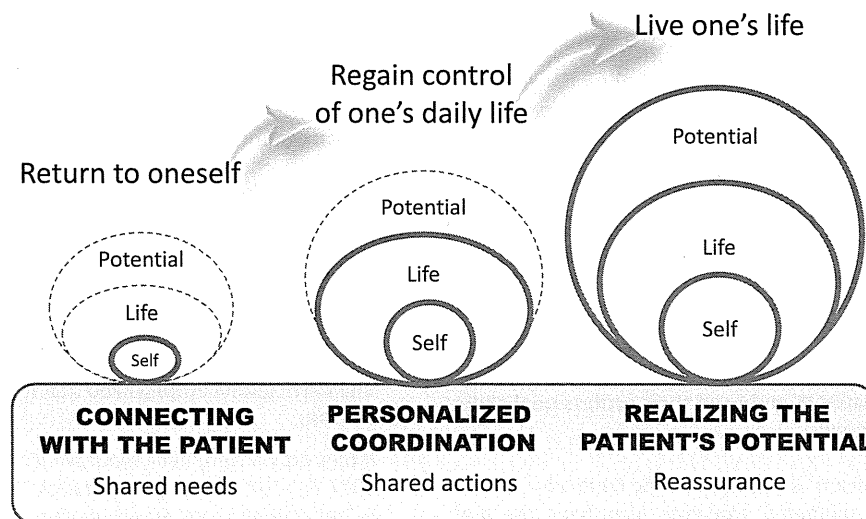 Live one's life
Regain control
of one's daily life
Return to oneself
Potential
Life
Self
Potential
Life
Self
Potential
Life
Self
CONNECTING
WITH THE PATIENT
Shared needs
PERSONALIZED
COORDINATION
Shared actions
REALIZING THE
PATIENT'S POTENTIAL
Reassurance